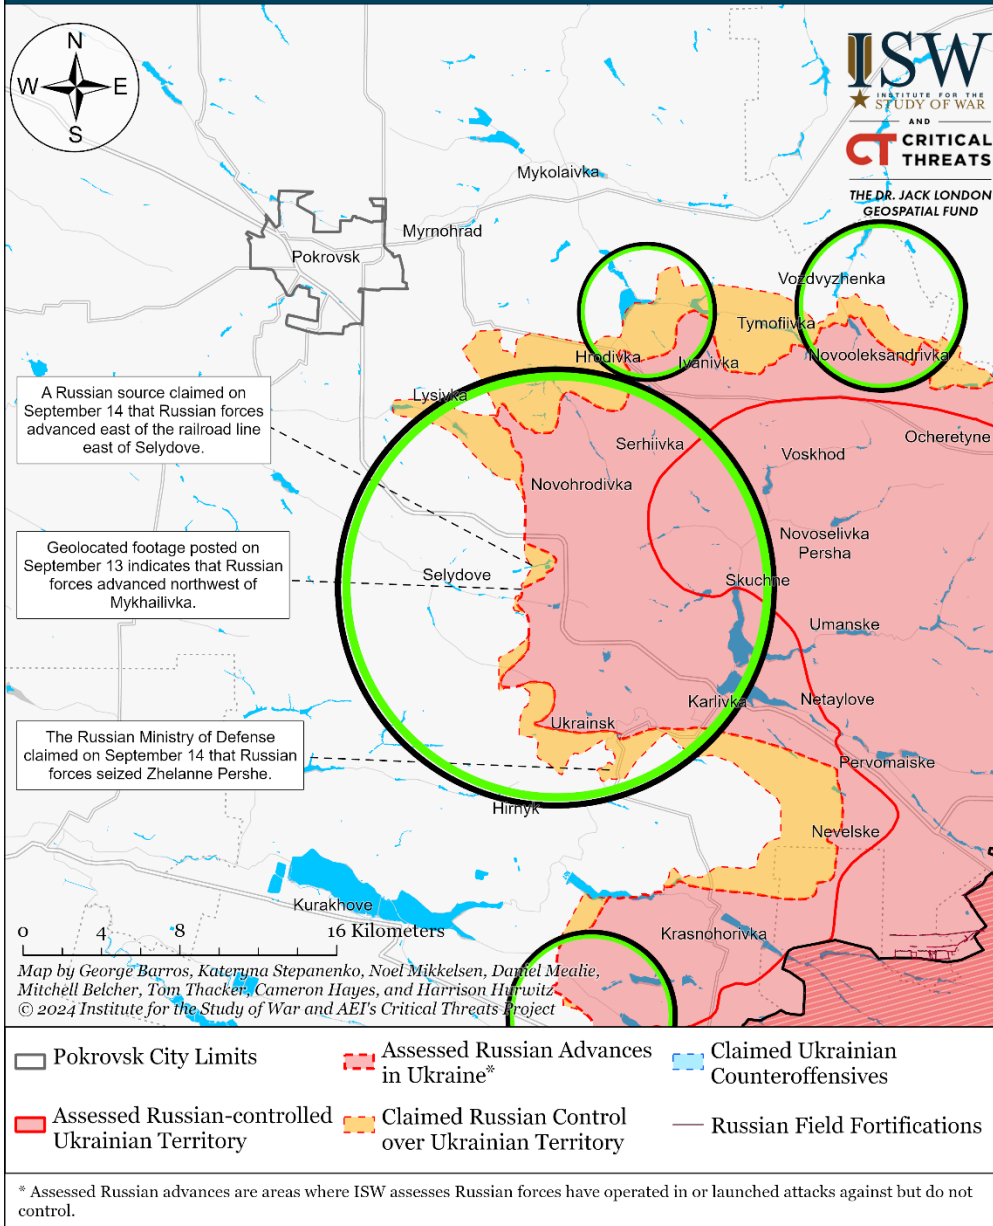 N
W E
S
ISW
INSTITUTE FOR THE
STUDY OF WAR
AND
CT CRITICAL
THREATS
THE DR. JACK LONDON
GEOSPATIAL FUND
Mykolaivka
Myrnohrad
Pokrovsk
Vozdvyzhenka
Tymofiivka
Hrodivka
Ivanivka
Novooleksandrivka
A Russian source claimed on
September 14 that Russian forces
advanced east of the railroad line
east of Selydove.
Lysivka
Serhiivka
Ocheretyne
Voskhod
Novohrodivka
Geolocated footage posted on
September 13 indicates that Russian
forces advanced northwest of
Mykhailivka.
Selydove
Novoselivka
Persha
Skuchne
Umanske
Karlivka
Netaylove
Ukrainsk
The Russian Ministry of Defense
claimed on September 14 that Russian
forces seized Zhelanne Pershe.
Pervomaiske
Hirnyk
Nevelske
Kurakhove
Krasnohorivka
0 4 8 16 Kilometers
Map by George Barros, Kateryna Stepanenko, Noel Mikkelsen, Daniel Mealie,
Mitchell Belcher, Tom Thacker, Cameron Hayes, and Harrison Hurwitz
© 2024 Institute for the Study of War and AEI's Critical Threats Project
Pokrovsk City Limits
Assessed Russian Advances
in Ukraine*
Claimed Ukrainian
Counteroffensives
Assessed Russian-controlled
Ukrainian Territory
Claimed Russian Control
over Ukrainian Territory
Russian Field Fortifications
* Assessed Russian advances are areas where ISW assesses Russian forces have operated in or launched attacks against but do not
control.